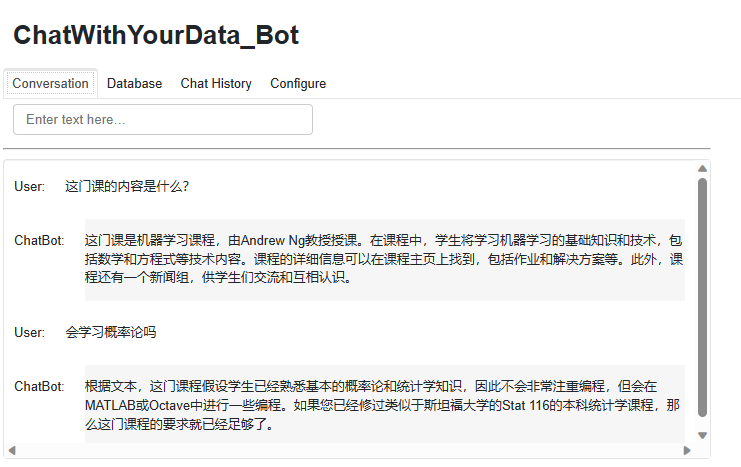 ChatWithYourData_Bot
Conversation Database Chat History Configure
Enter text here...
User: 这门课的内容是什么?
ChatBot: 这门课是机器学习课程，由Andrew Ng教授授课。在课程中，学生将学习机器学习的基础知识和技术，包
括数学和方程式等技术内容。课程的详细信息可以在课程主页上找到，包括作业和解决方案等。此外，课
程还有一个新闻组，供学生们交流和互相认识。
User: 会学习概率论吗
ChatBot: 根据文本，这门课程假设学生已经熟悉基本的概率论和统计学知识，因此不会非常注重编程，但会在
MATLAB或Octave中进行一些编程。如果您已经修过类似于斯坦福大学的Stat 116的本科统计学课程，那
么这门课程的要求就已经足够了。